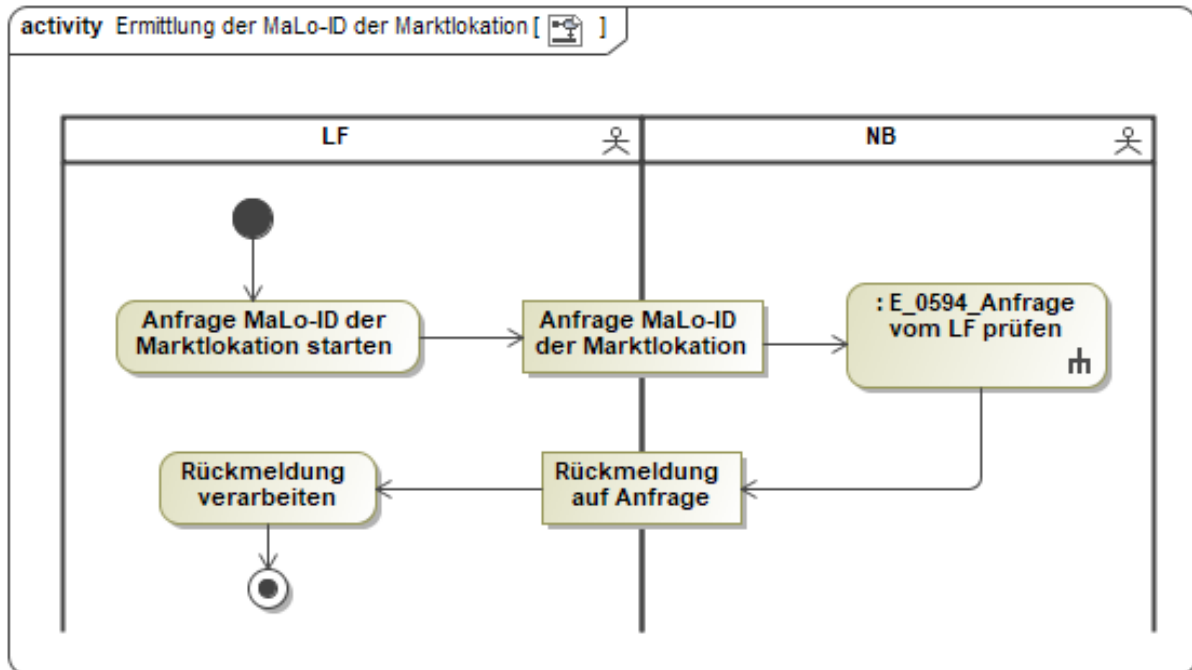 activity Ermittlung der MaLo-ID der Marktlokation [ ]
LF
NB
Anfrage MaLo-ID der
Marktlokation starten
Anfrage MaLo-ID
der Marktlokation
: E_0594_Anfrage
vom LF prüfen
Rückmeldung
verarbeiten
Rückmeldung
auf Anfrage